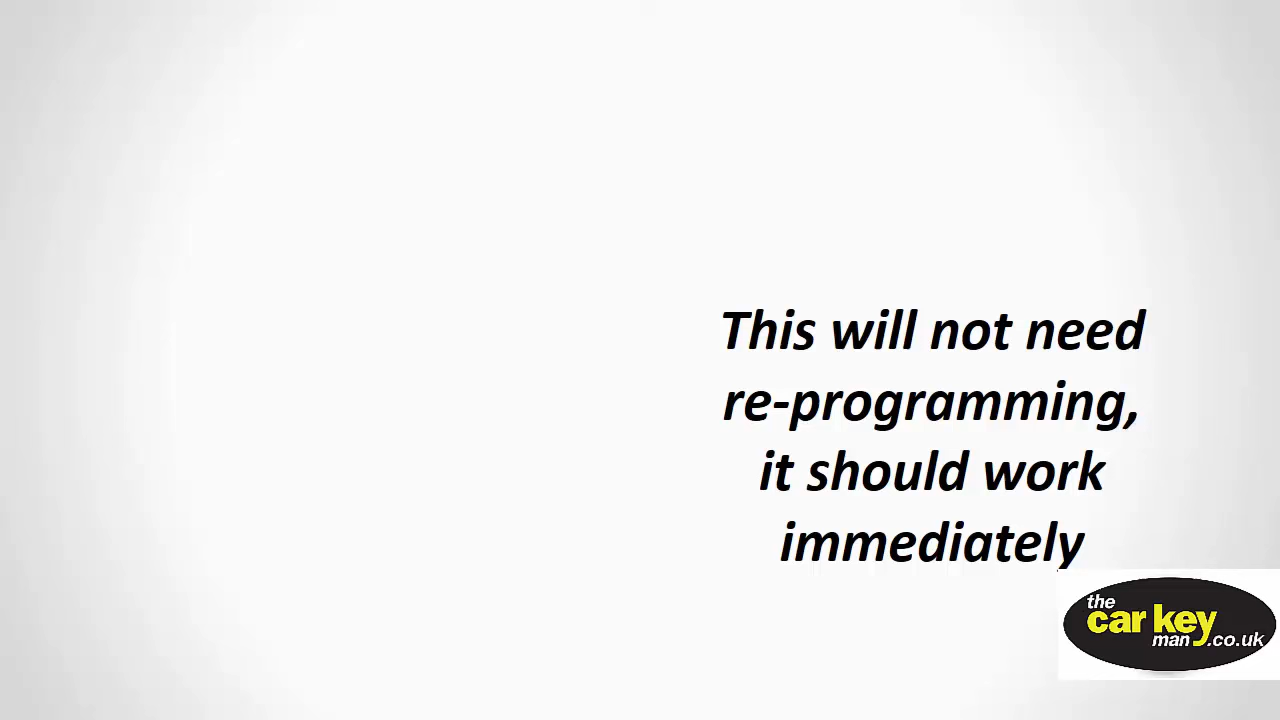 This will not need
re-programming,
it should work
immediately
the
car key
man.co.uk